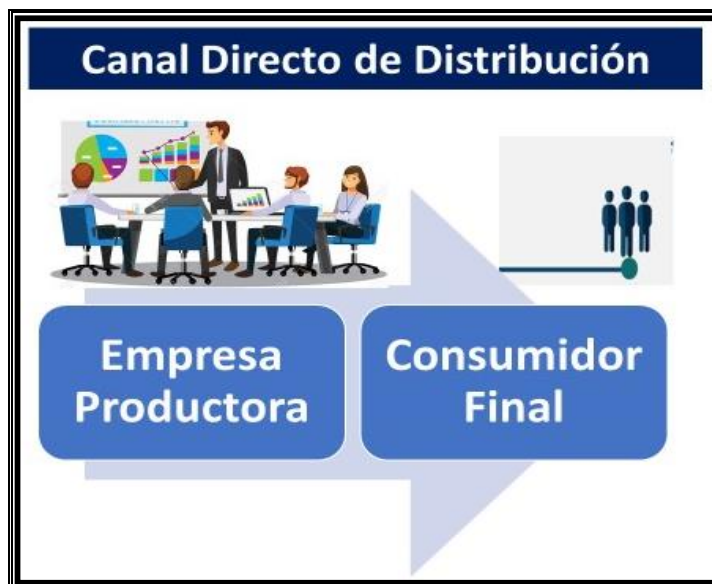 Canal Directo de Distribución
Empresa
Productora
Consumidor
Final